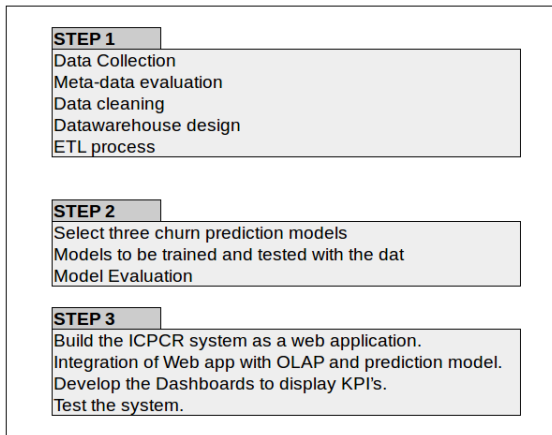 STEP 1
Data Collection
Meta-data evaluation
Data cleaning
Datawarehouse design
ETL process
STEP 2
Select three churn prediction models
Models to be trained and tested with the dat
Model Evaluation
STEP 3
Build the ICPCR system as a web application.
Integration of Web app with OLAP and prediction model.
Develop the Dashboards to display KPI's.
Test the system.